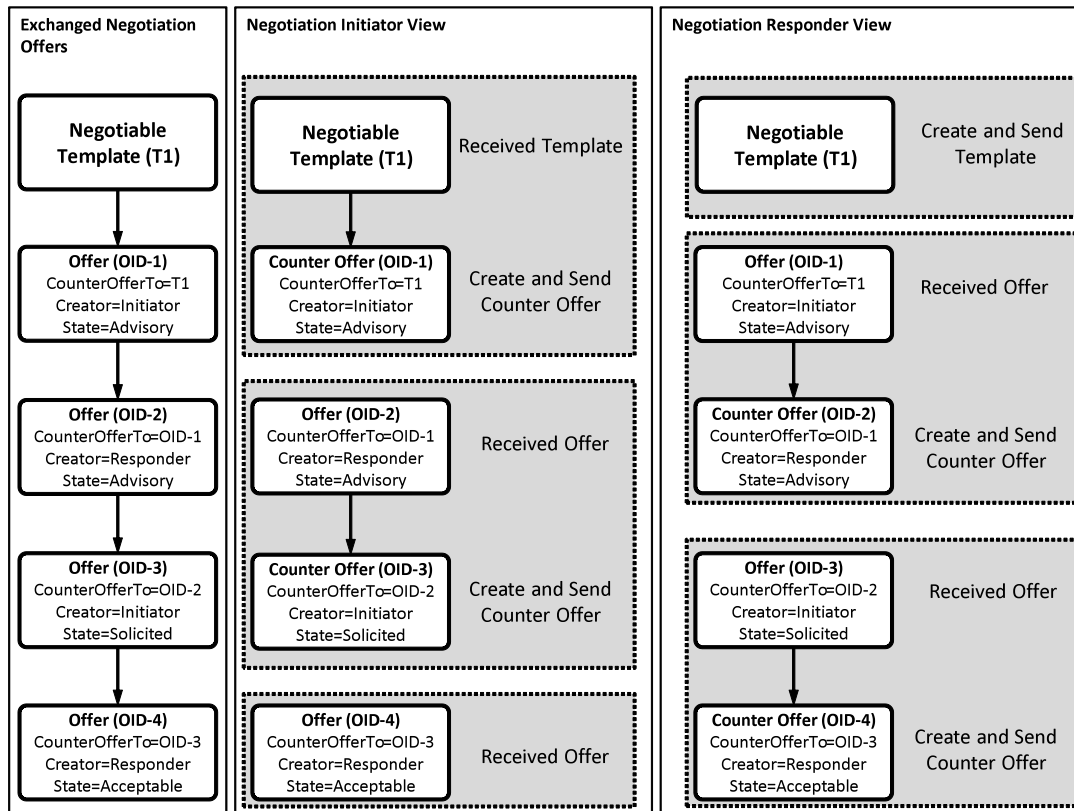 Exchanged Negotiation
Offers
Negotiable
Template (T1)
Offer (OID-1)
CounterOfferTo=T1
Creator=Initiator
State=Advisory
Offer (OID-2)
CounterOfferTo=OID-1
Creator=Responder
State=Advisory
Offer (OID-3)
CounterOfferTo=OID-2
Creator=Initiator
State=Solicited
Offer (OID-4)
CounterOfferTo=OID-3
Creator=Responder
State=Acceptable
Negotiation Initiator View
Negotiable
Template (T1)
Received Template
Counter Offer (OID-1)
CounterOfferTo=T1
Creator=Initiator
State=Advisory
Create and Send
Counter Offer
Offer (OID-2)
CounterOfferTo=OID-1
Creator=Responder
State=Advisory
Received Offer
Counter Offer (OID-3)
CounterOfferTo=OID-2
Creator=Initiator
State=Solicited
Create and Send
Counter Offer
Offer (OID-4)
CounterOfferTo=OID-3
Creator=Responder
State=Acceptable
Received Offer
Negotiation Responder View
Negotiable
Template (T1)
Create and Send
Template
Offer (OID-1)
CounterOfferTo=T1
Creator=Initiator
State=Advisory
Received Offer
Counter Offer (OID-2)
CounterOfferTo=OID-1
Creator=Responder
State=Advisory
Create and Send
Counter Offer
Offer (OID-3)
CounterOfferTo=OID-2
Creator=Initiator
State=Solicited
Received Offer
Counter Offer (OID-4)
CounterOfferTo=OID-3
Creator=Responder
State=Acceptable
Create and Send
Counter Offer